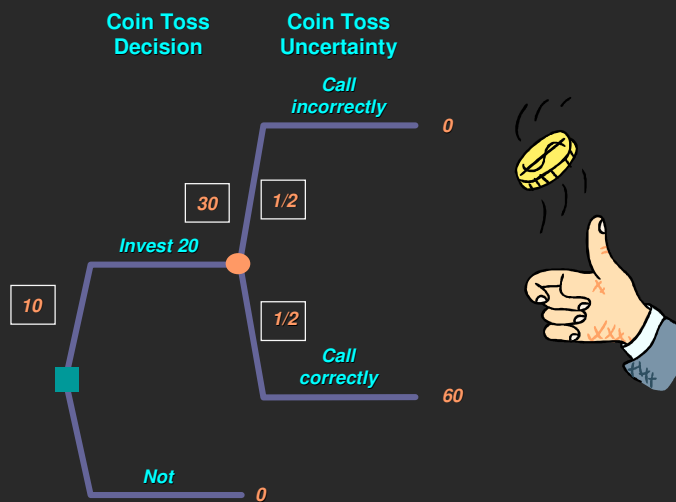 Coin Toss
Decision
Coin Toss
Uncertainty
Call
incorrectly
0
30
1/2
Invest 20
10
1/2
Call
correctly
60
Not
0